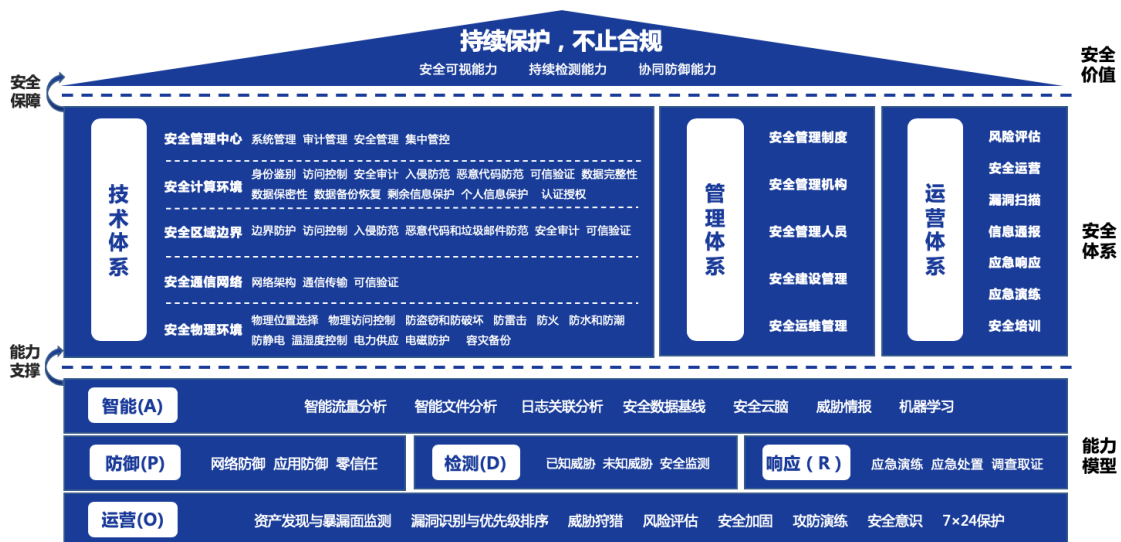 持续保护，不止合规
安全可视能力 持续检测能力 协同防御能力
安全价值
安全保障
技术体系
安全管理中心 系统管理 审计管理 安全管理 集中管控
安全计算环境 身份鉴别 访问控制 安全审计 入侵防范 恶意代码防范 可信验证 数据完整性
数据保密性 数据备份恢复 剩余信息保护 个人信息保护 认证授权
安全区域边界 边界防护 访问控制 入侵防范 恶意代码和垃圾邮件防范 安全审计 可信验证
安全通信网络 网络架构 通信传输 可信验证
安全物理环境 物理位置选择 物理访问控制 防盗窃和防破坏 防雷击 防火 防水和防潮
防静电 温湿度控制 电力供应 电磁防护 容灾备份
管理体系
安全管理制度
安全管理机构
安全管理人员
安全建设管理
安全运维管理
运营体系
风险评估
安全运营
漏洞扫描
信息通报
应急响应
应急演练
安全培训
安全体系
能力支撑
智能(A) 智能流量分析 智能文件分析 日志关联分析 安全数据基线 安全云脑 威胁情报 机器学习
防御(P) 网络防御 应用防御 零信任
检测(D) 已知威胁 未知威胁 安全监测
响应（R） 应急演练 应急处置 调查取证
能力模型
运营(O) 资产发现与暴漏面监测 漏洞识别与优先级排序 威胁狩猎 风险评估 安全加固 攻防演练 安全意识 7×24保护